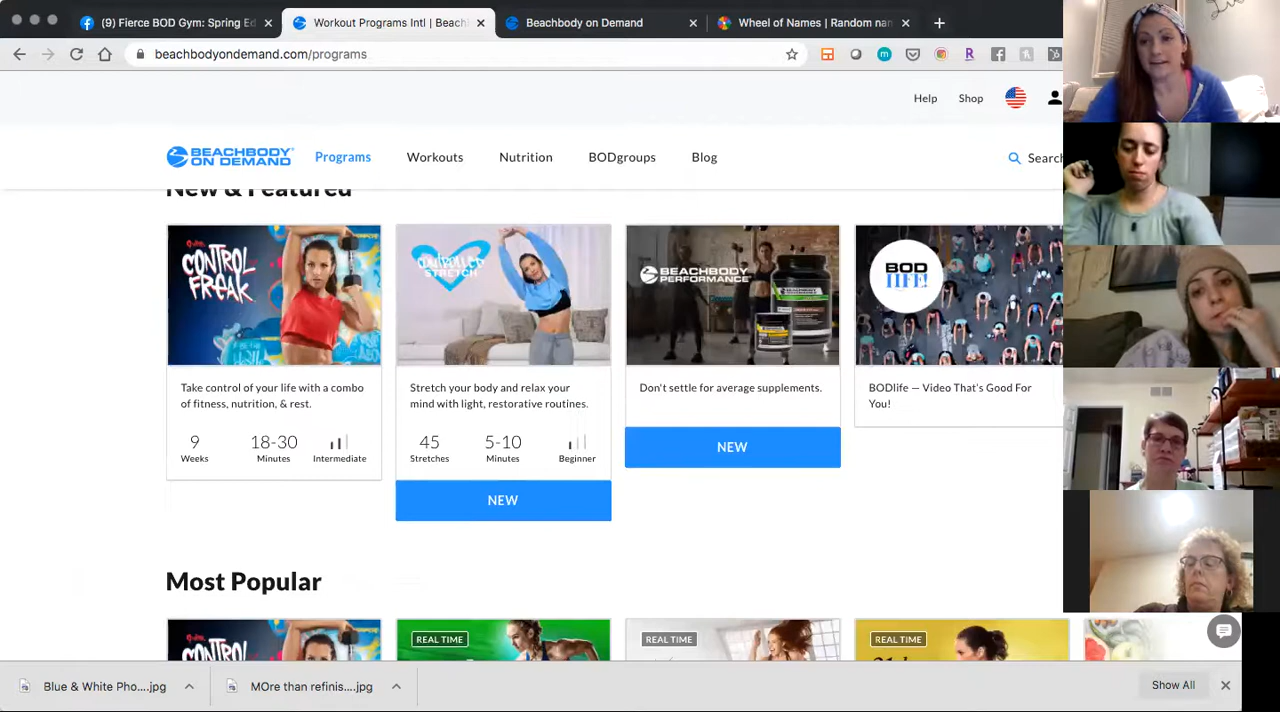 (9) Fierce BOD Gym: Spring Ed
Workout Programs Intl | Beach
Beachbody on Demand
Wheel of Names | Random nan
beachbodyondemand.com/programs
Help
Shop
BEACHBODY
ON DEMAND
Programs
Workouts
Nutrition
BODgroups
Blog
Search
New & Featured
CONTROL
FREAK
Take control of your life with a combo
of fitness, nutrition, & rest.
9
Weeks
18-30
Minutes
Intermediate
CONTROLLED
STRETCH
Stretch your body and relax your
mind with light, restorative routines.
45
Stretches
5-10
Minutes
Beginner
NEW
BEACHBODY
PERFORMANCE
Don't settle for average supplements.
NEW
BOD
LIFE!
BODlife — Video That's Good For
You!
Most Popular
CONTROL
REAL TIME
REAL TIME
REAL TIME
Blue & White Pho....jpg
MOre than refinis....jpg
Show All